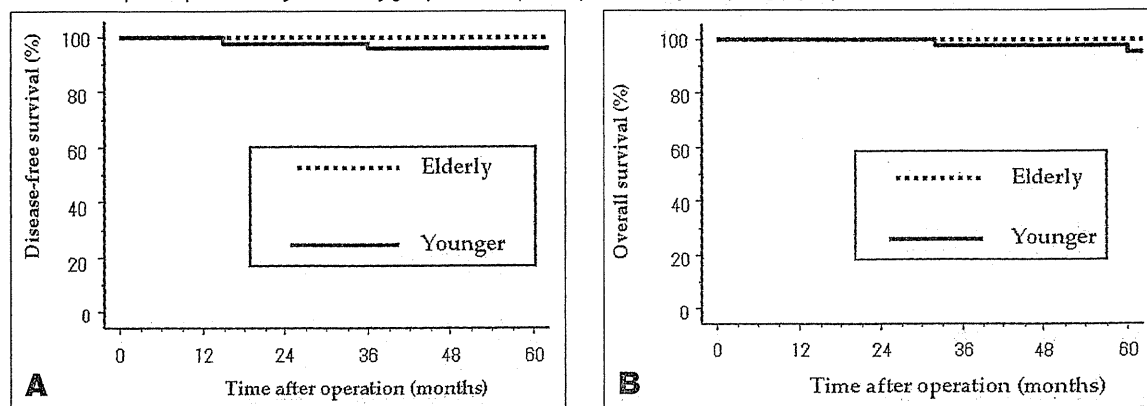 Disease-free survival (%)
100
80
60
40
20
0
Elderly
Younger
0 12 24 36 48 60
Time after operation (months)
A
Overall survival (%)
100
80
60
40
20
0
Elderly
Younger
0 12 24 36 48 60
Time after operation (months)
B